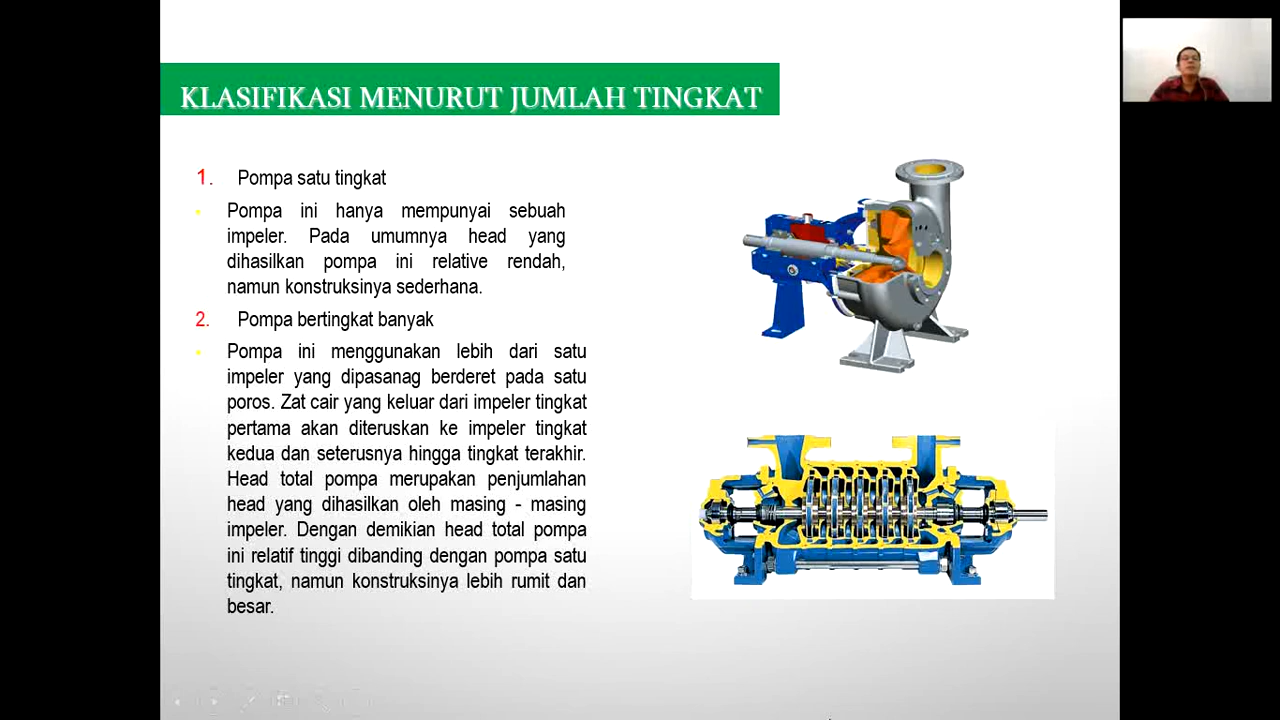 KLASIFIKASI MENURUT JUMLAH TINGKAT
1. Pompa satu tingkat
Pompa ini hanya mempunyai sebuah
impeler. Pada umumnya head yang
dihasilkan pompa ini relative rendah,
namun konstruksinya sederhana.
2. Pompa bertingkat banyak
Pompa ini menggunakan lebih dari satu
impeler yang dipasanag berderet pada satu
poros. Zat cair yang keluar dari impeler tingkat
pertama akan diteruskan ke impeler tingkat
kedua dan seterusnya hingga tingkat terakhir.
Head total pompa merupakan penjumlahan
head yang dihasilkan oleh masing - masing
impeler. Dengan demikian head total pompa
ini relatif tinggi dibanding dengan pompa satu
tingkat, namun konstruksinya lebih rumit dan
besar.